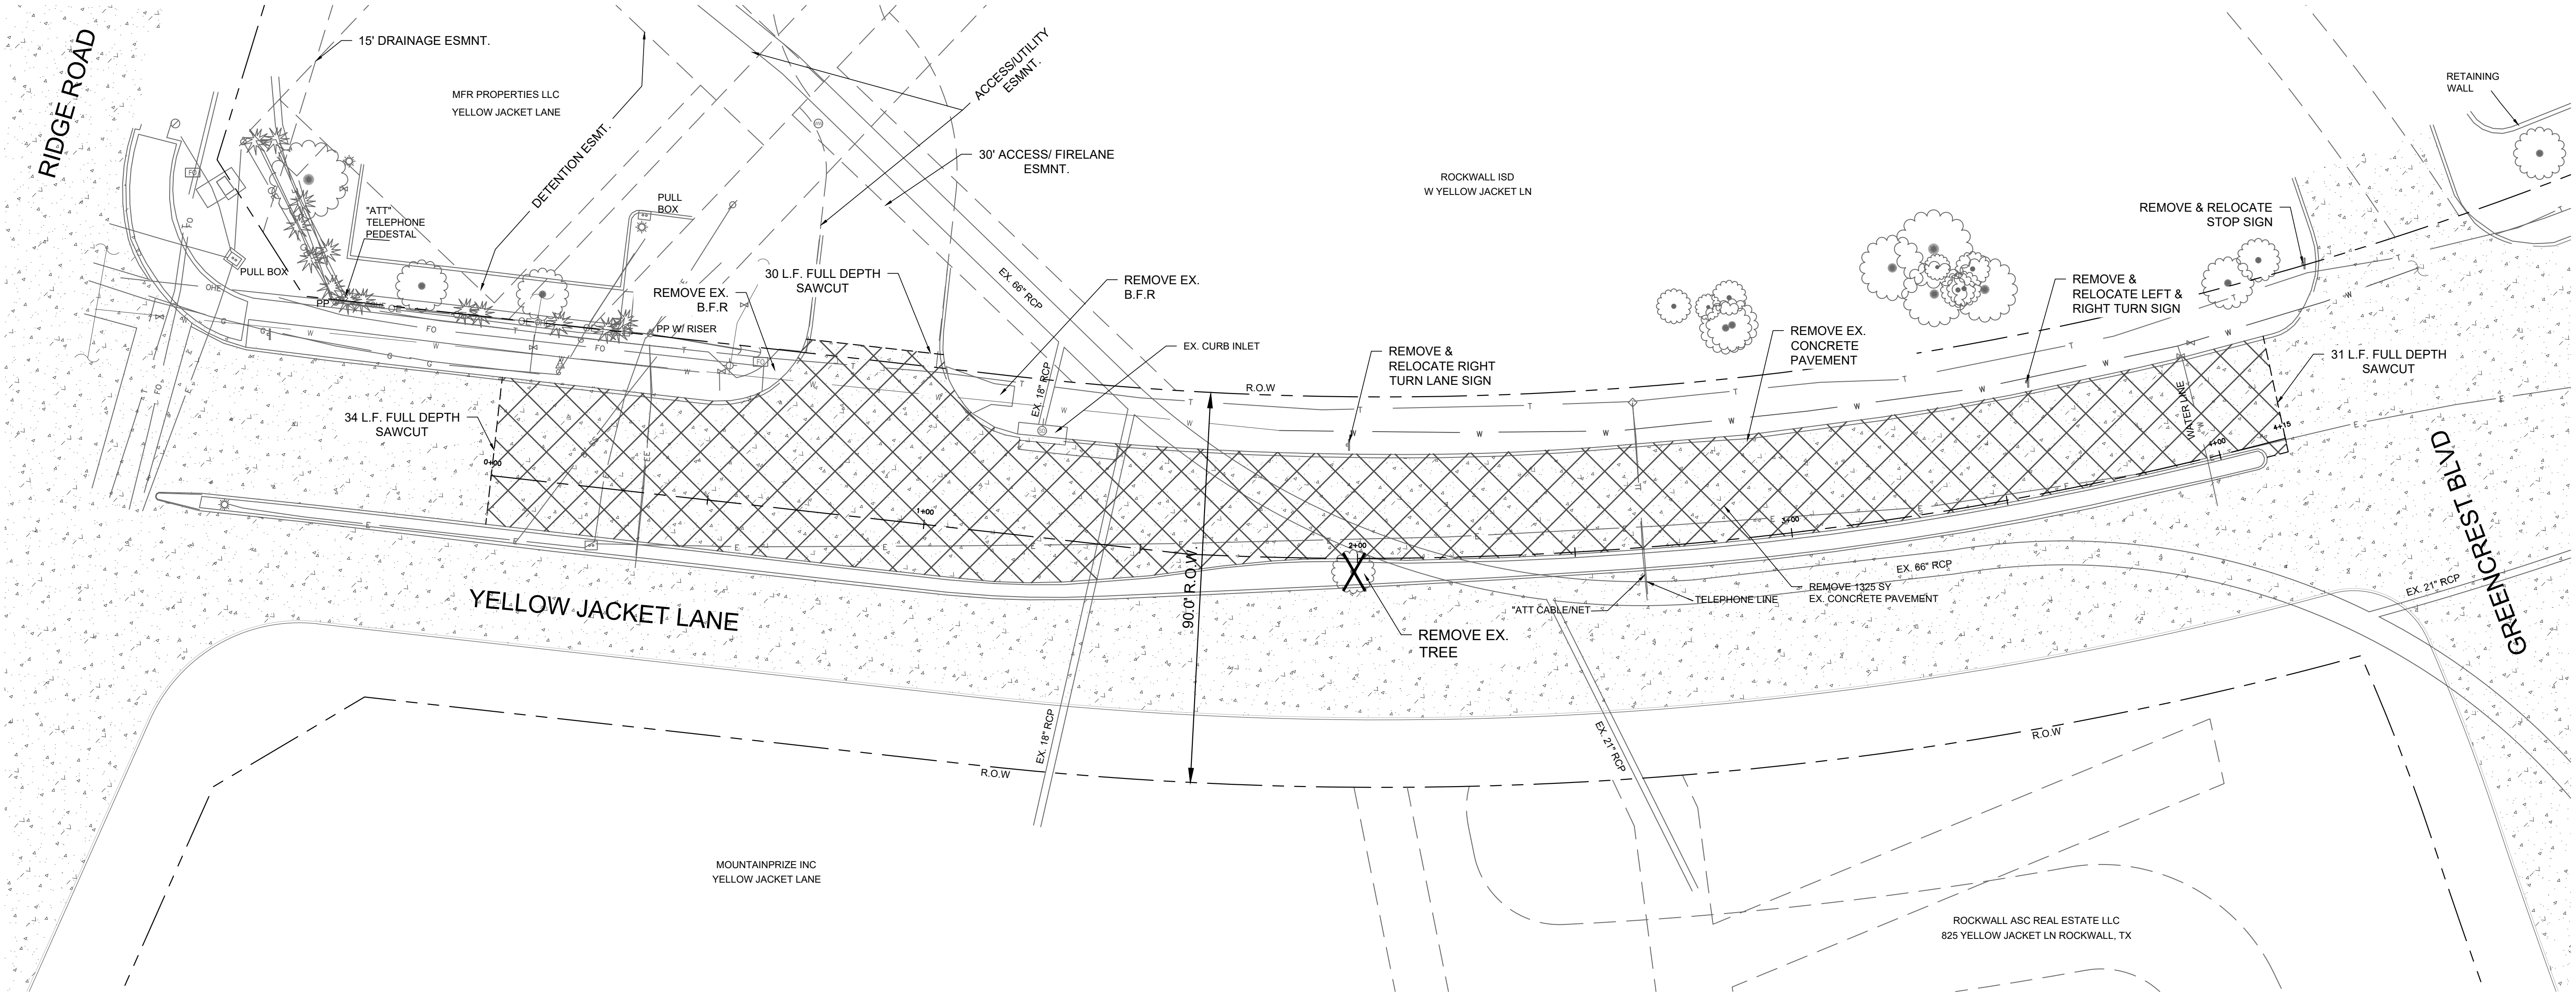 RIDGE ROAD
15' DRAINAGE ESMNT.
MFR PROPERTIES LLC
YELLOW JACKET LANE
DETENTION ESMT.
ACCESS/UTILITY
ESMNT.
30' ACCESS/ FIRELANE
ESMNT.
ROCKWALL ISD
W YELLOW JACKET LN
RETAINING
WALL
REMOVE & RELOCATE
STOP SIGN
"ATT"
TELEPHONE
PEDESTAL
PULL
BOX
PULL BOX
PP
PP W/ RISER
REMOVE EX.
B.F.R
30 L.F. FULL DEPTH
SAWCUT
EX. 66" RCP
REMOVE EX.
B.F.R
EX. CURB INLET
EX. 18" RCP
REMOVE &
RELOCATE RIGHT
TURN LANE SIGN
R.O.W
REMOVE EX.
CONCRETE
PAVEMENT
REMOVE &
RELOCATE LEFT &
RIGHT TURN SIGN
31 L.F. FULL DEPTH
SAWCUT
WATER LINE
34 L.F. FULL DEPTH
SAWCUT
0+00
1+00
2+00
3+00
4+00
4+15
90.0' R.O.W.
YELLOW JACKET LANE
REMOVE EX.
TREE
"ATT CABLE/NET
TELEPHONE LINE
REMOVE 1325 SY
EX. CONCRETE PAVEMENT
EX. 66" RCP
EX. 21" RCP
GREENCREST BLVD
EX. 18" RCP
EX. 21" RCP
R.O.W
R.O.W
MOUNTAINPRIZE INC
YELLOW JACKET LANE
ROCKWALL ASC REAL ESTATE LLC
825 YELLOW JACKET LN ROCKWALL, TX